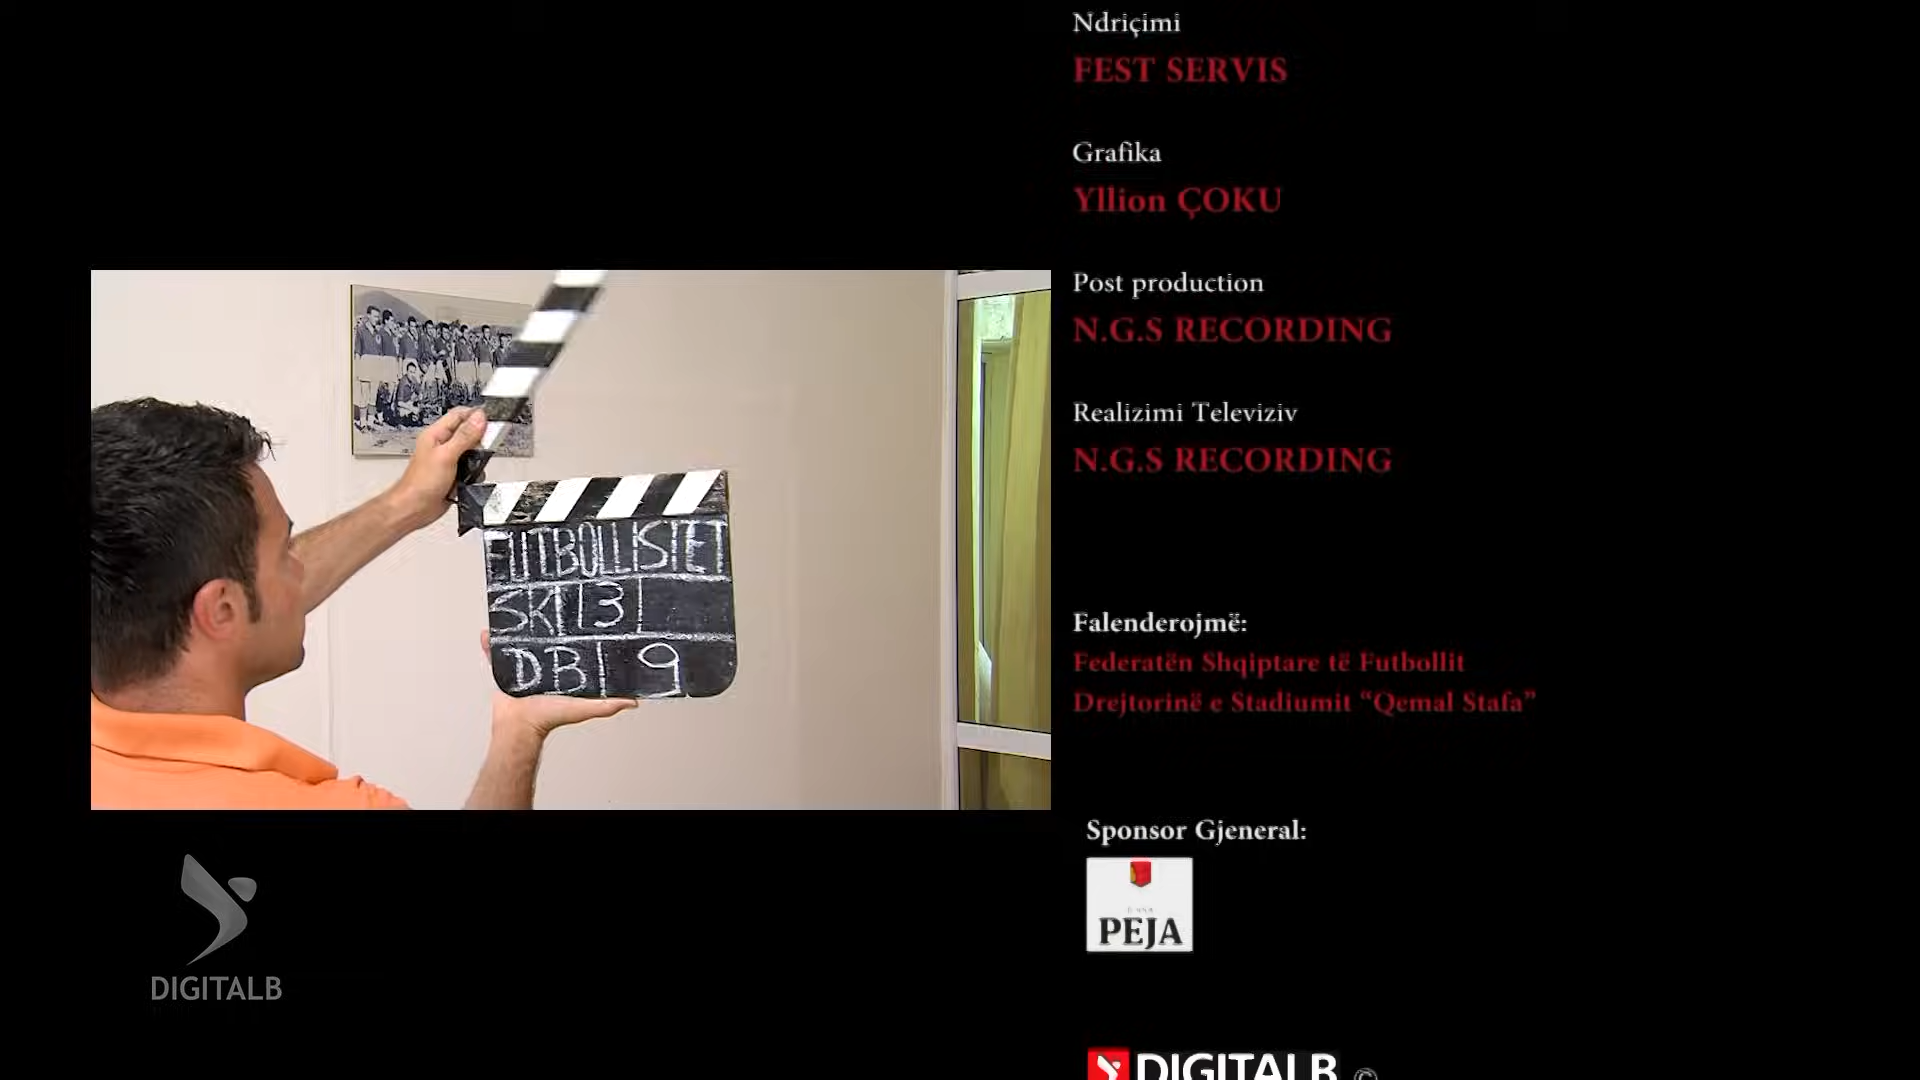 Ndriçimi
FEST SERVIS
Grafika
Yllion ÇOKU
Post production
N.G.S RECORDING
Realizimi Televiziv
N.G.S RECORDING
FUTBOLLISTET
SK 3
DB 9
Falenderojmë:
Federatën Shqiptare të Futbollit
Drejtorinë e Stadiumit “Qemal Stafa”
Sponsor Gjeneral:
PEJA
DIGITALB
DIGITALB ©